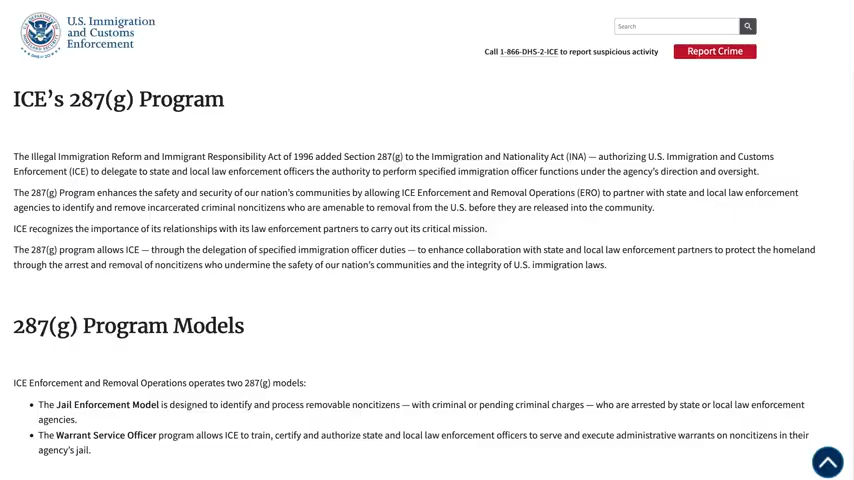 U.S. Immigration
and Customs
Enforcement
Search
Call 1-866-DHS-2-ICE to report suspicious activity
Report Crime
ICE’s 287(g) Program
The Illegal Immigration Reform and Immigrant Responsibility Act of 1996 added Section 287(g) to the Immigration and Nationality Act (INA) — authorizing U.S. Immigration and Customs
Enforcement (ICE) to delegate to state and local law enforcement officers the authority to perform specified immigration officer functions under the agency’s direction and oversight.
The 287(g) Program enhances the safety and security of our nation’s communities by allowing ICE Enforcement and Removal Operations (ERO) to partner with state and local law enforcement
agencies to identify and remove incarcerated criminal noncitizens who are amenable to removal from the U.S. before they are released into the community.
ICE recognizes the importance of its relationships with its law enforcement partners to carry out its critical mission.
The 287(g) program allows ICE — through the delegation of specified immigration officer duties — to enhance collaboration with state and local law enforcement partners to protect the homeland
through the arrest and removal of noncitizens who undermine the safety of our nation’s communities and the integrity of U.S. immigration laws.
287(g) Program Models
ICE Enforcement and Removal Operations operates two 287(g) models:
• The Jail Enforcement Model is designed to identify and process removable noncitizens — with criminal or pending criminal charges — who are arrested by state or local law enforcement
agencies.
• The Warrant Service Officer program allows ICE to train, certify and authorize state and local law enforcement officers to serve and execute administrative warrants on noncitizens in their
agency’s jail.